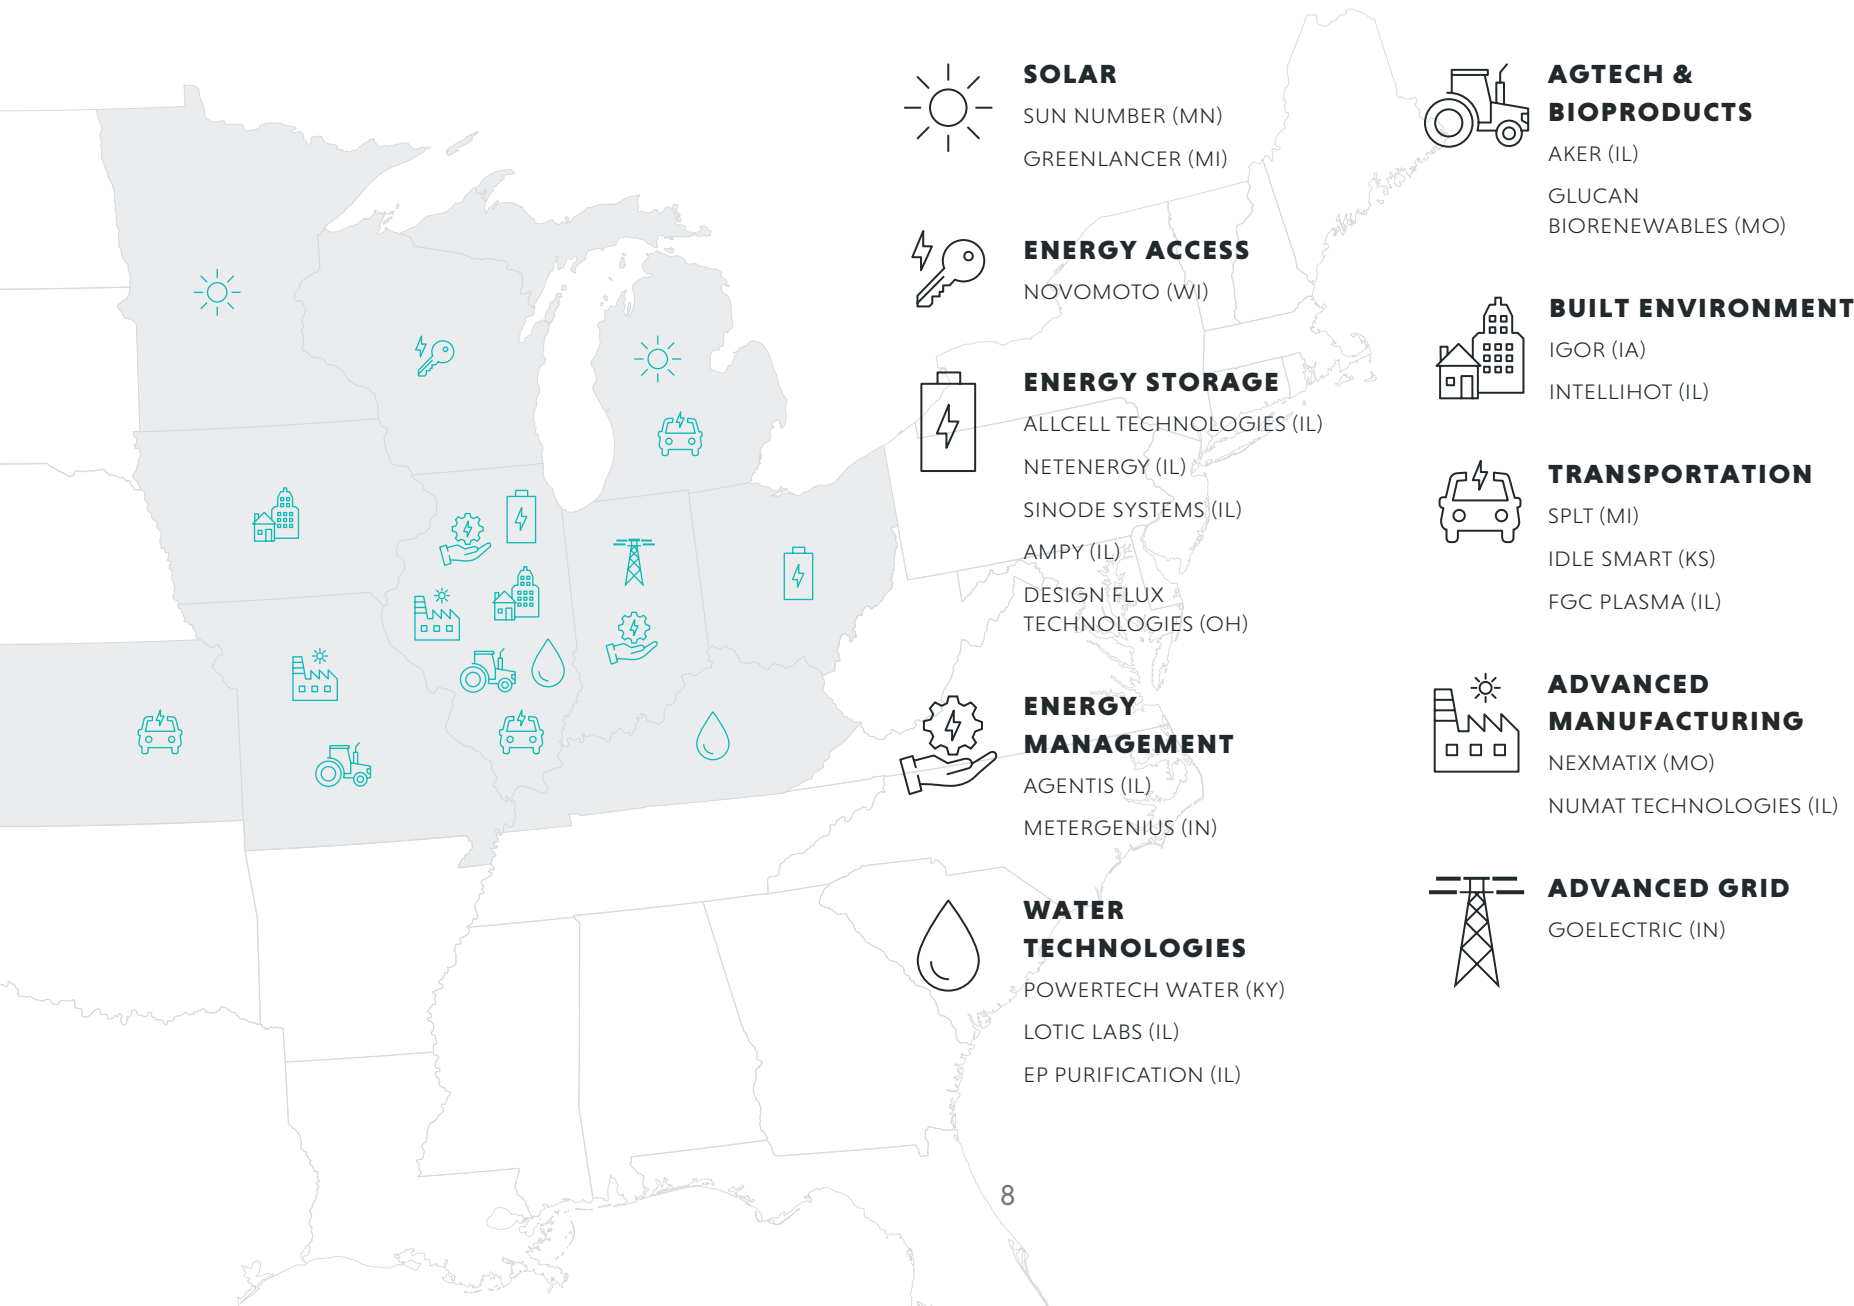 SOLAR
SUN NUMBER (MN)
GREENLANCER (MI)
ENERGY ACCESS
NOVOMOTO (WI)
ENERGY STORAGE
ALLCELL TECHNOLOGIES (IL)
NETENERGY (IL)
SINODE SYSTEMS (IL)
AMPY (IL)
DESIGN FLUX
TECHNOLOGIES (OH)
ENERGY
MANAGEMENT
AGENTIS (IL)
METERGENIUS (IN)
WATER
TECHNOLOGIES
POWERTECH WATER (KY)
LOTIC LABS (IL)
EP PURIFICATION (IL)
AGTECH &
BIOPRODUCTS
AKER (IL)
GLUCAN
BIORENEWABLES (MO)
BUILT ENVIRONMENT
IGOR (IA)
INTELLIHOT (IL)
TRANSPORTATION
SPLT (MI)
IDLE SMART (KS)
FGC PLASMA (IL)
ADVANCED
MANUFACTURING
NEXMATIX (MO)
NUMAT TECHNOLOGIES (IL)
ADVANCED GRID
GOELECTRIC (IN)
8